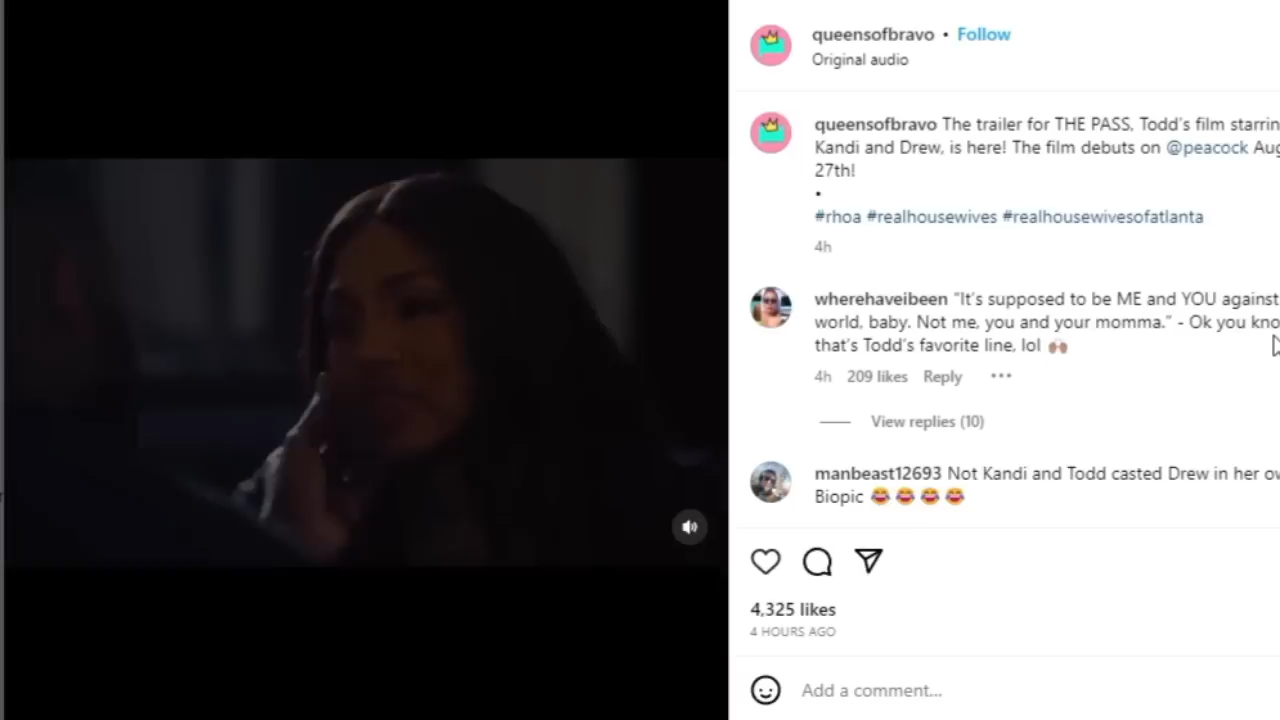 queensofbravo • Follow
Original audio
queensofbravo The trailer for THE PASS, Todd's film starrin
Kandi and Drew, is here! The film debuts on @peacock Aug
27th!
•
#rhoa #realhousewives #realhousewivesofatlanta
4h
wherehaveibeen "It's supposed to be ME and YOU against
world, baby. Not me, you and your momma." - Ok you kno
that's Todd's favorite line, lol 🙌🏽
4h 209 likes Reply •••
View replies (10)
manbeast12693 Not Kandi and Todd casted Drew in her ow
Biopic 😂😂😂😂
4,325 likes
4 HOURS AGO
Add a comment...